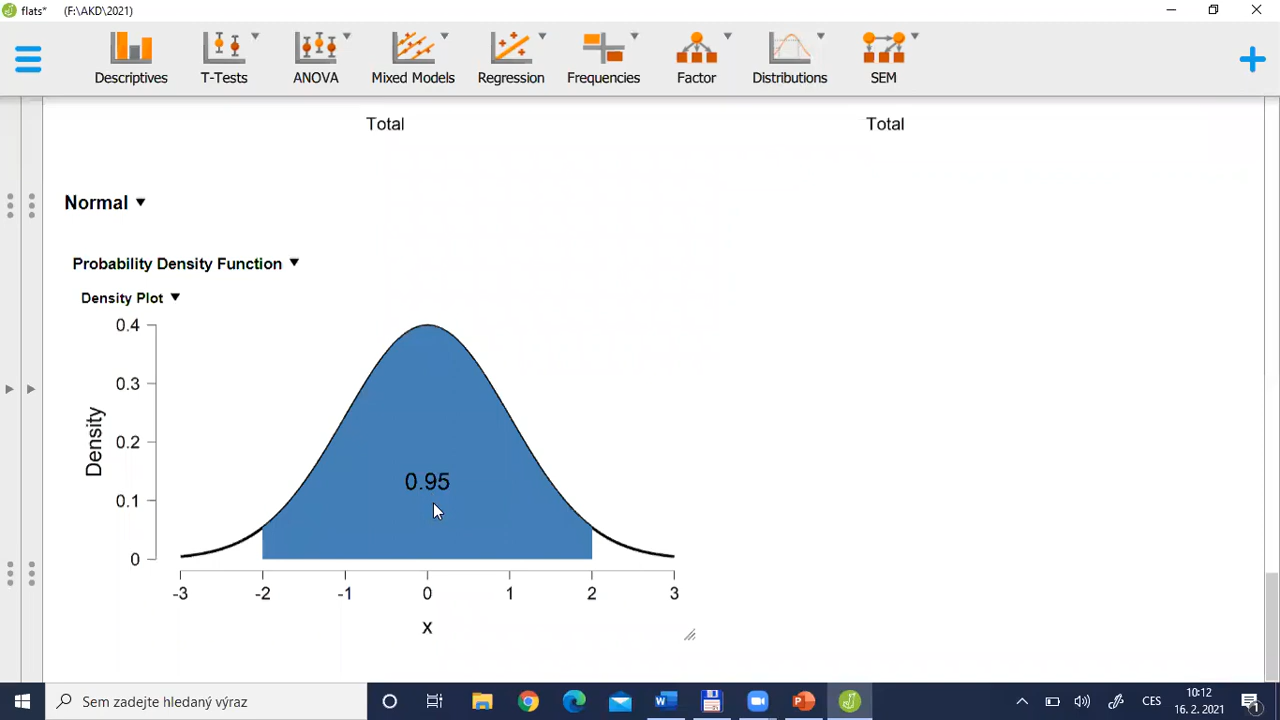 flats* (F:\AKD\2021)
Descriptives T-Tests ANOVA Mixed Models Regression Frequencies Factor Distributions SEM
Total Total
Normal
Probability Density Function
Density Plot
0.4
0.3
0.2
0.1
0
Density
0.95
-3 -2 -1 0 1 2 3
x
Sem zadejte hledaný výraz
CES
10:12
16. 2. 2021
1